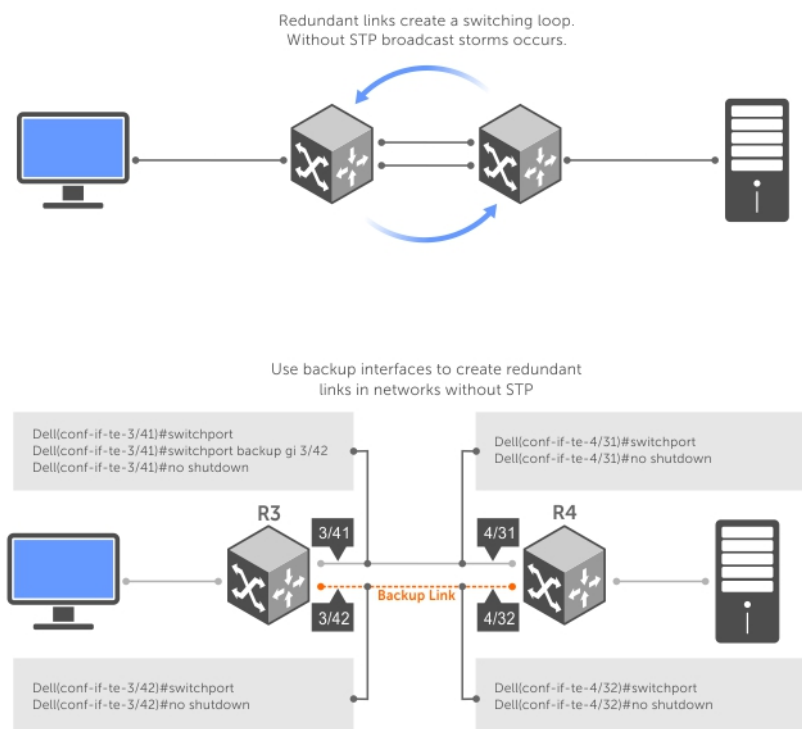 Redundant links create a switching loop.
Without STP broadcast storms occurs.
Use backup interfaces to create redundant
links in networks without STP
Dell(conf-if-te-3/41)#switchport
Dell(conf-if-te-3/41)#switchport backup gi 3/42
Dell(conf-if-te-3/41)#no shutdown
Dell(conf-if-te-4/31)#switchport
Dell(conf-if-te-4/31)#no shutdown
R3
R4
3/41
4/31
Backup Link
3/42
4/32
Dell(conf-if-te-3/42)#switchport
Dell(conf-if-te-3/42)#no shutdown
Dell(conf-if-te-4/32)#switchport
Dell(conf-if-te-4/32)#no shutdown